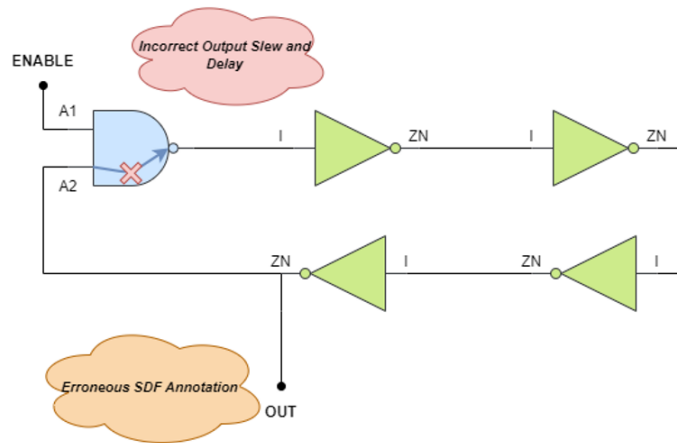 Incorrect Output Slew and
Delay
ENABLE
A1
I
ZN
I
ZN
A2
ZN
I
ZN
I
Erroneous SDF Annotation
OUT